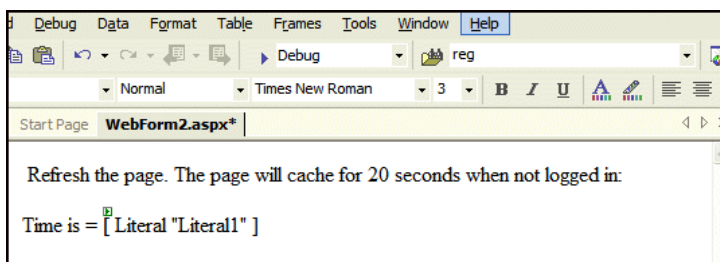 Debug Data Format Table Frames Tools Window Help
Debug reg
Normal Times New Roman 3 B I U A
Start Page WebForm2.aspx*
Refresh the page. The page will cache for 20 seconds when not logged in:
Time is = [ Literal "Literal1" ]